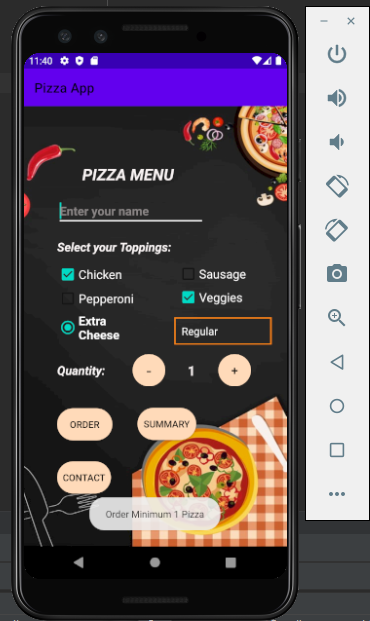 11:40
Pizza App
PIZZA MENU
Enter your name
Select your Toppings:
Chicken
Sausage
Pepperoni
Veggies
Extra
Cheese
Regular
Quantity:
-
1
+
ORDER
SUMMARY
CONTACT
Order Minimum 1 Pizza